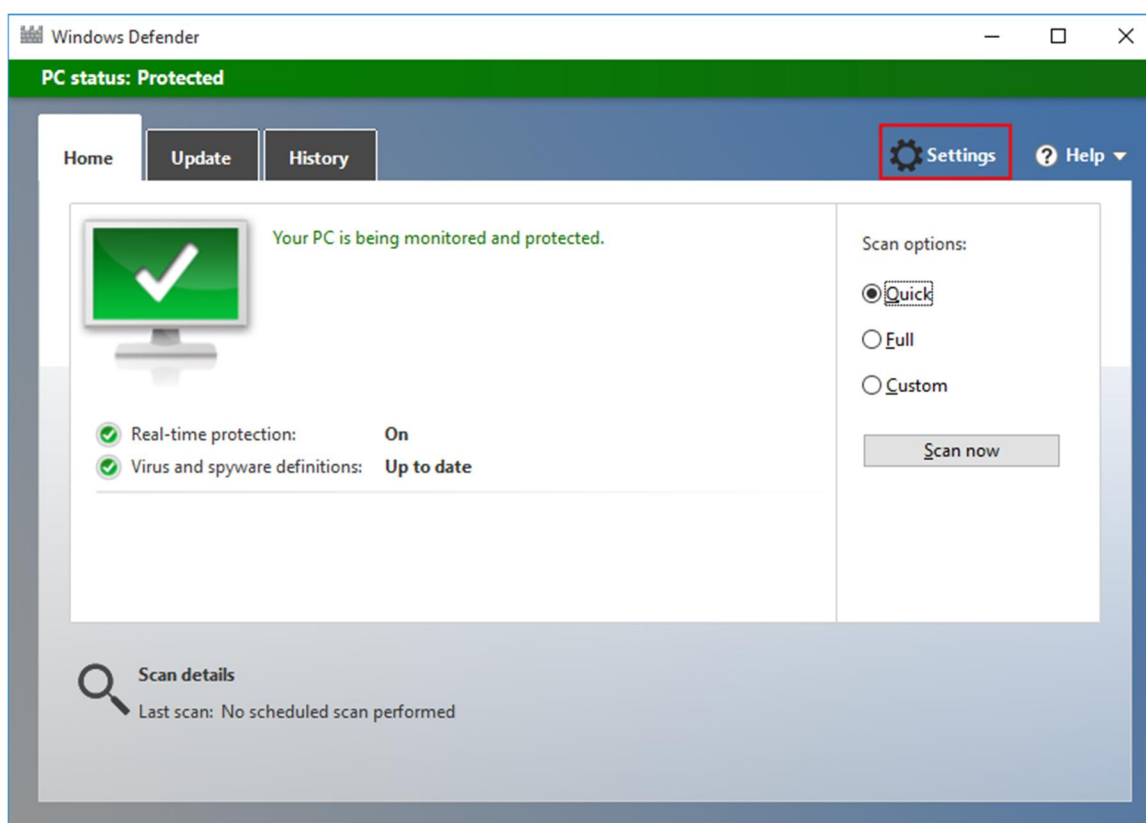 Windows Defender
PC status: Protected
Home
Update
History
Settings
? Help
Your PC is being monitored and protected.
Real-time protection: On
Virus and spyware definitions: Up to date
Scan options:
Quick
Full
Custom
Scan now
Scan details
Last scan: No scheduled scan performed